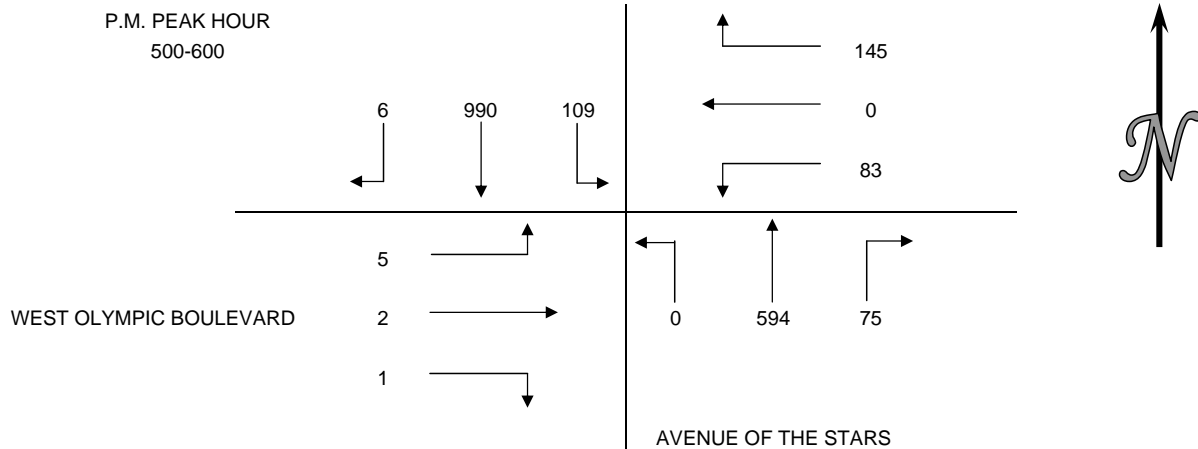 P.M. PEAK HOUR
500-600
145
6 990 109 0
83
5
WEST OLYMPIC BOULEVARD 2 0 594 75
1
AVENUE OF THE STARS
N